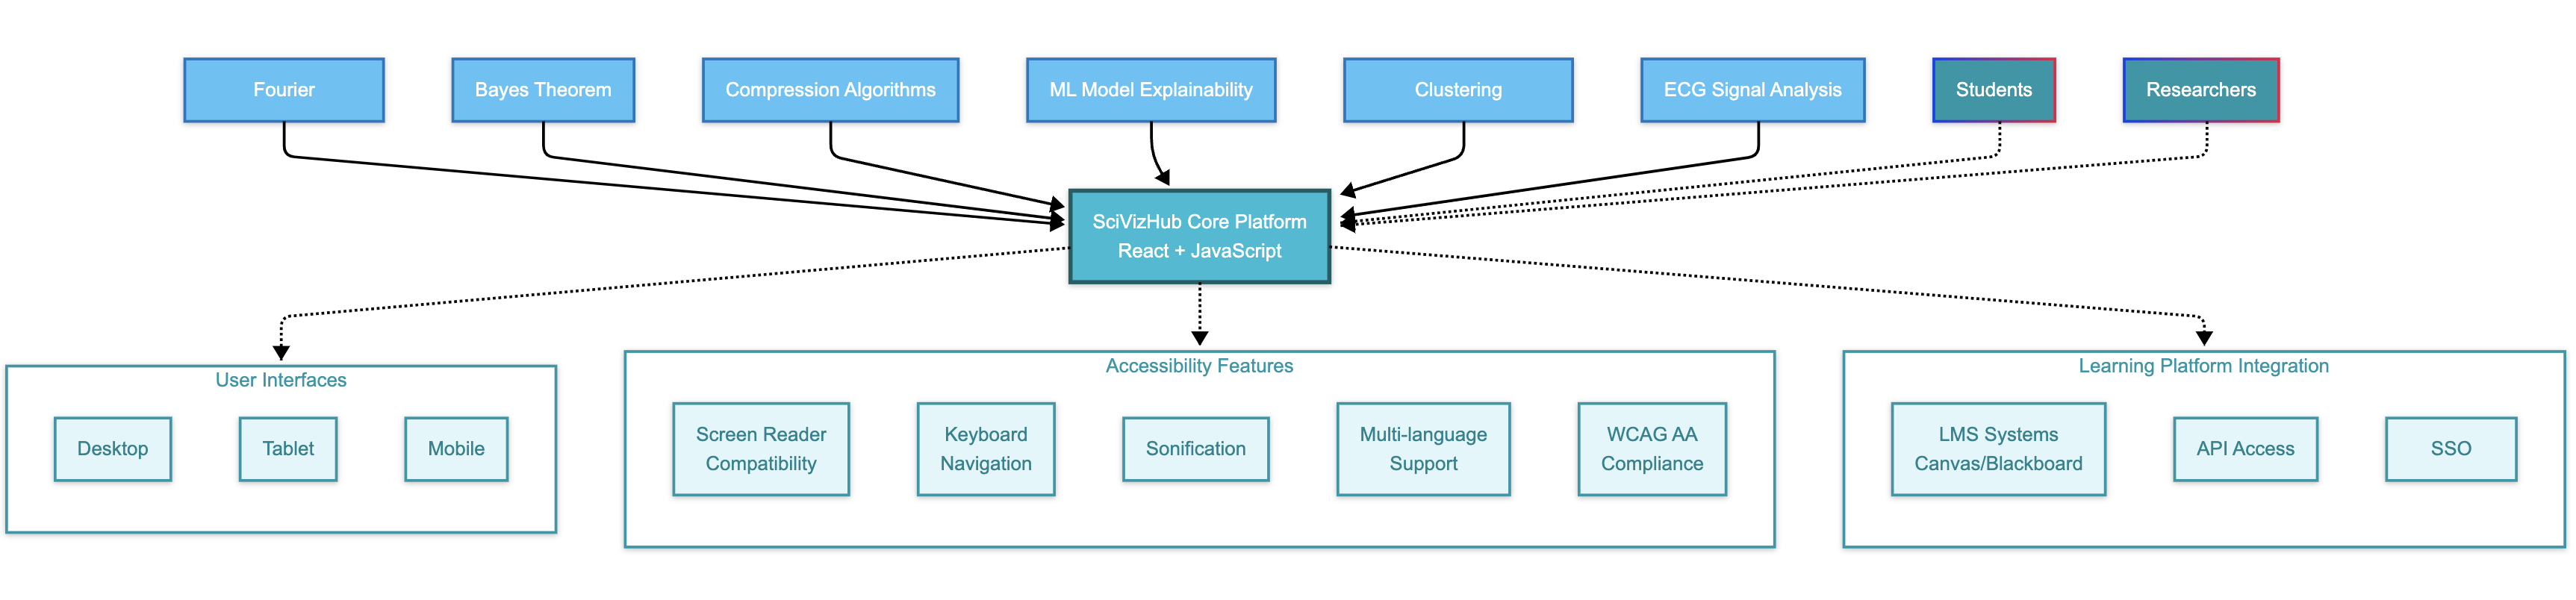 Fourier
Bayes Theorem
Compression Algorithms
ML Model Explainability
Clustering
ECG Signal Analysis
Students
Researchers
SciVizHub Core Platform
React + JavaScript
User Interfaces
Desktop
Tablet
Mobile
Accessibility Features
Screen Reader
Compatibility
Keyboard
Navigation
Sonification
Multi-language
Support
WCAG AA
Compliance
Learning Platform Integration
LMS Systems
Canvas/Blackboard
API Access
SSO